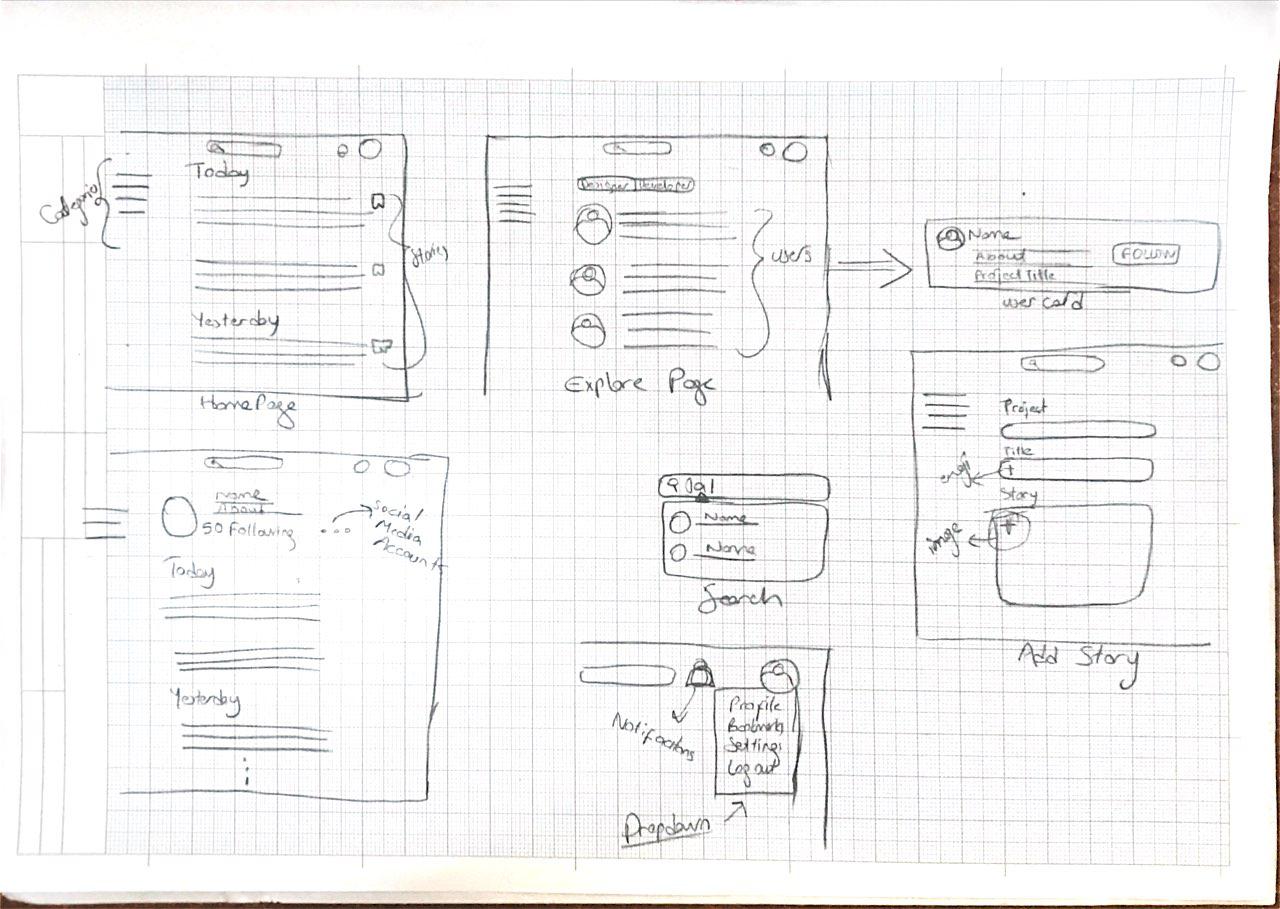 Today
Categorie
Stories
Yesterday
HomePage
Designer Developer
users
Explore Page
Name
About
Project Title
FOLLOW
user card
Name
About
50 Following
Social
Media
Accounts
Today
Yesterday
Name
Name
Search
Project
Title
emoji
+
Story
image
+
Add Story
Notifications
Profile
Bookmarks
Settings
Log out
Dropdown